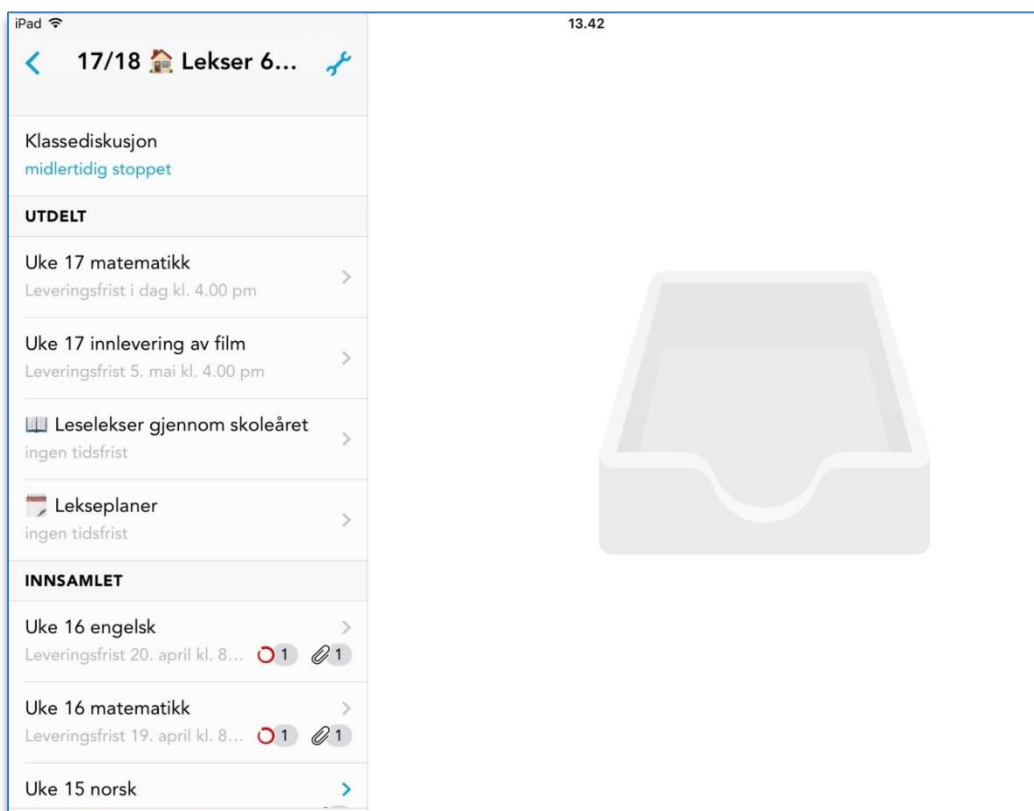 iPad
13.42
17/18 🏠 Lekser 6...
Klassediskusjon
midlertidig stoppet
UTDELT
Uke 17 matematikk
Leveringsfrist i dag kl. 4.00 pm
Uke 17 innlevering av film
Leveringsfrist 5. mai kl. 4.00 pm
📖 Leselekser gjennom skoleåret
ingen tidsfrist
🗓 Lekseplaner
ingen tidsfrist
INNSAMLET
Uke 16 engelsk
Leveringsfrist 20. april kl. 8... 1 1
Uke 16 matematikk
Leveringsfrist 19. april kl. 8... 1 1
Uke 15 norsk